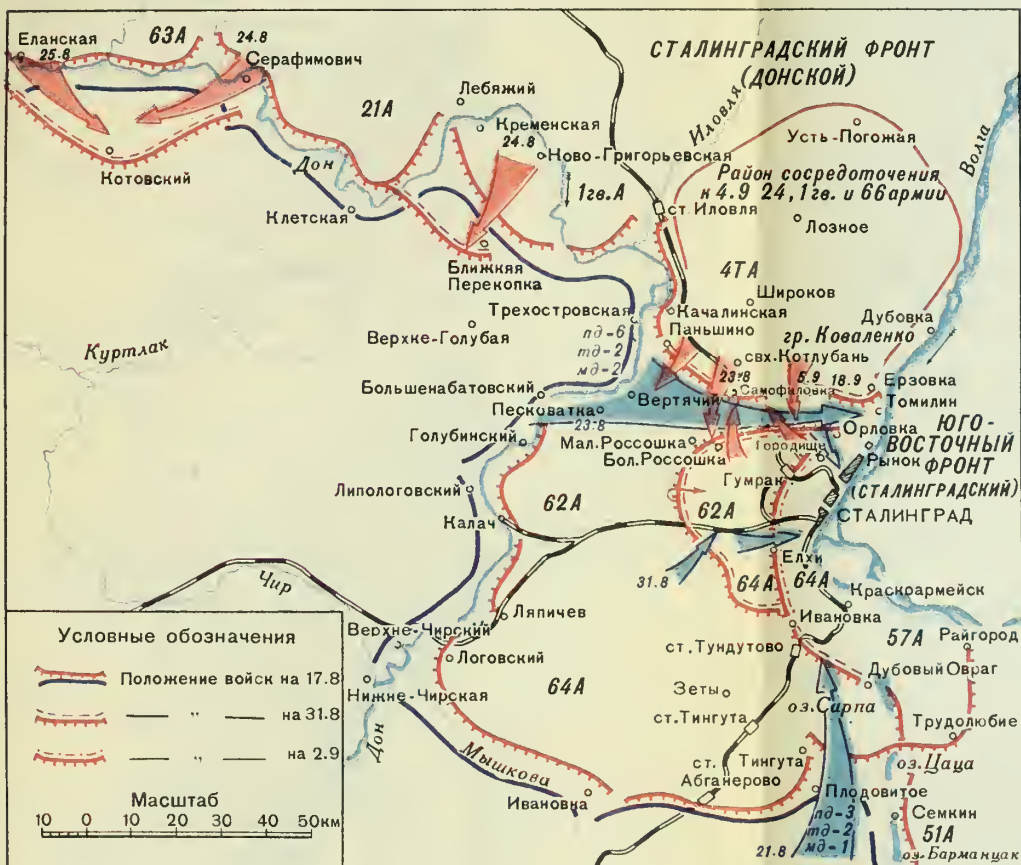 Еланская
25.8
63А
24.8
Серафимович
СТАЛИНГРАДСКИЙ ФРОНТ
(ДОНСКОЙ)
21А
Лебяжий
Кременская
24.8
Ново-Григорьевская
Иловля
Усть-Погожая
Волга
Котовский
Дон
Клетская
1гв.А
Район сосредоточения
к 4.9 24, 1гв. и 66армии
ст.Иловля
Лозное
Ближняя
Перекопка
4ТА
Широков
Трехостровская
Качалинская
Паньшино
Дубовка
Куртлак
Верхне-Голубая
пд-6
тд-2
мд-2
гр.Коваленко
свх.Котлубань
23.8
5.9
18.9
Ерзовка
Большенабатовский
Вертячий
Самофиловка
Томилин
Песковатка
23.8
Голубинский
Мал.Россошка
Бол.Россошка
Городище
Орловка
Рынок
ЮГО-
ВОСТОЧНЫЙ
ФРОНТ
(СТАЛИНГРАДСКИЙ)
Гумрак
Липологовский
62А
62А
СТАЛИНГРАД
Калач
31.8
Елхи
64А
64А
Красноармейск
Чир
Ляпичев
Ивановка
57А
Райгород
Верхне-Чирский
Логовский
ст.Тундутово
Дубовый Овраг
Нижне-Чирская
64А
Зеты
оз.Сарпа
Трудолюбие
ст.Тингута
Дон
Мышкова
ст.
Абганерово
Тингута
оз.Цаца
Ивановка
Плодовитое
пд-3
тд-2
мд-1
21.8
Семкин
51А
оз.Барманцак
Условные обозначения
Положение войск на 17.8
— " — на 31.8
— " — на 2.9
Масштаб
10 0 10 20 30 40 50км